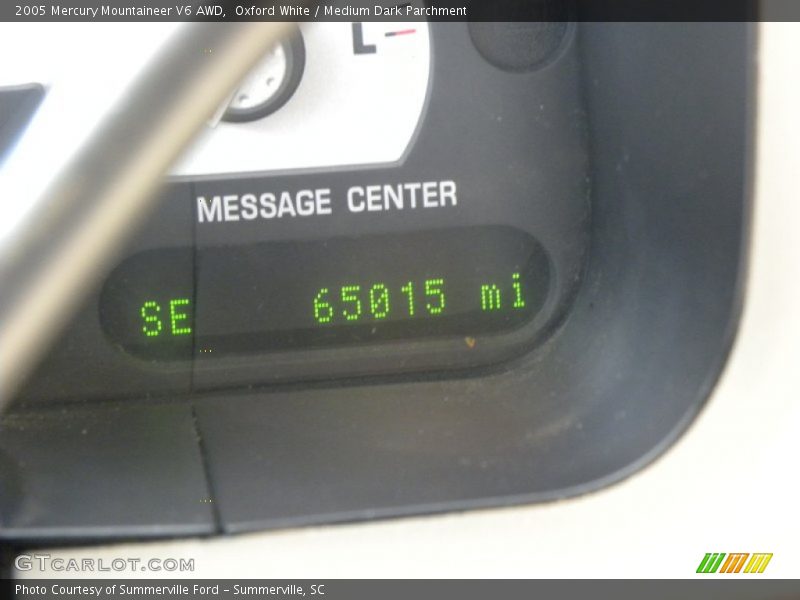 2005 Mercury Mountaineer V6 AWD,  Oxford White / Medium Dark Parchment
L
MESSAGE CENTER
SE 65015 mi
GTCARLOT.COM
Photo Courtesy of Summerville Ford - Summerville, SC